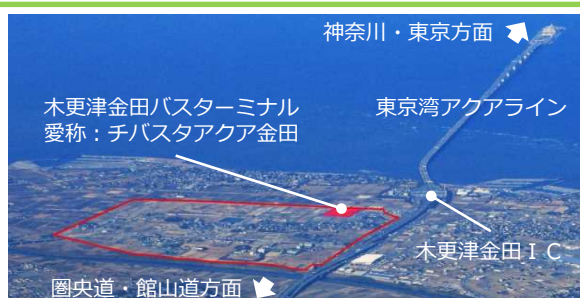 神奈川・東京方面
木更津金田バスターミナル
愛称：チバスタアクア金田
東京湾アクアライン
木更津金田ＩＣ
圏央道・館山道方面